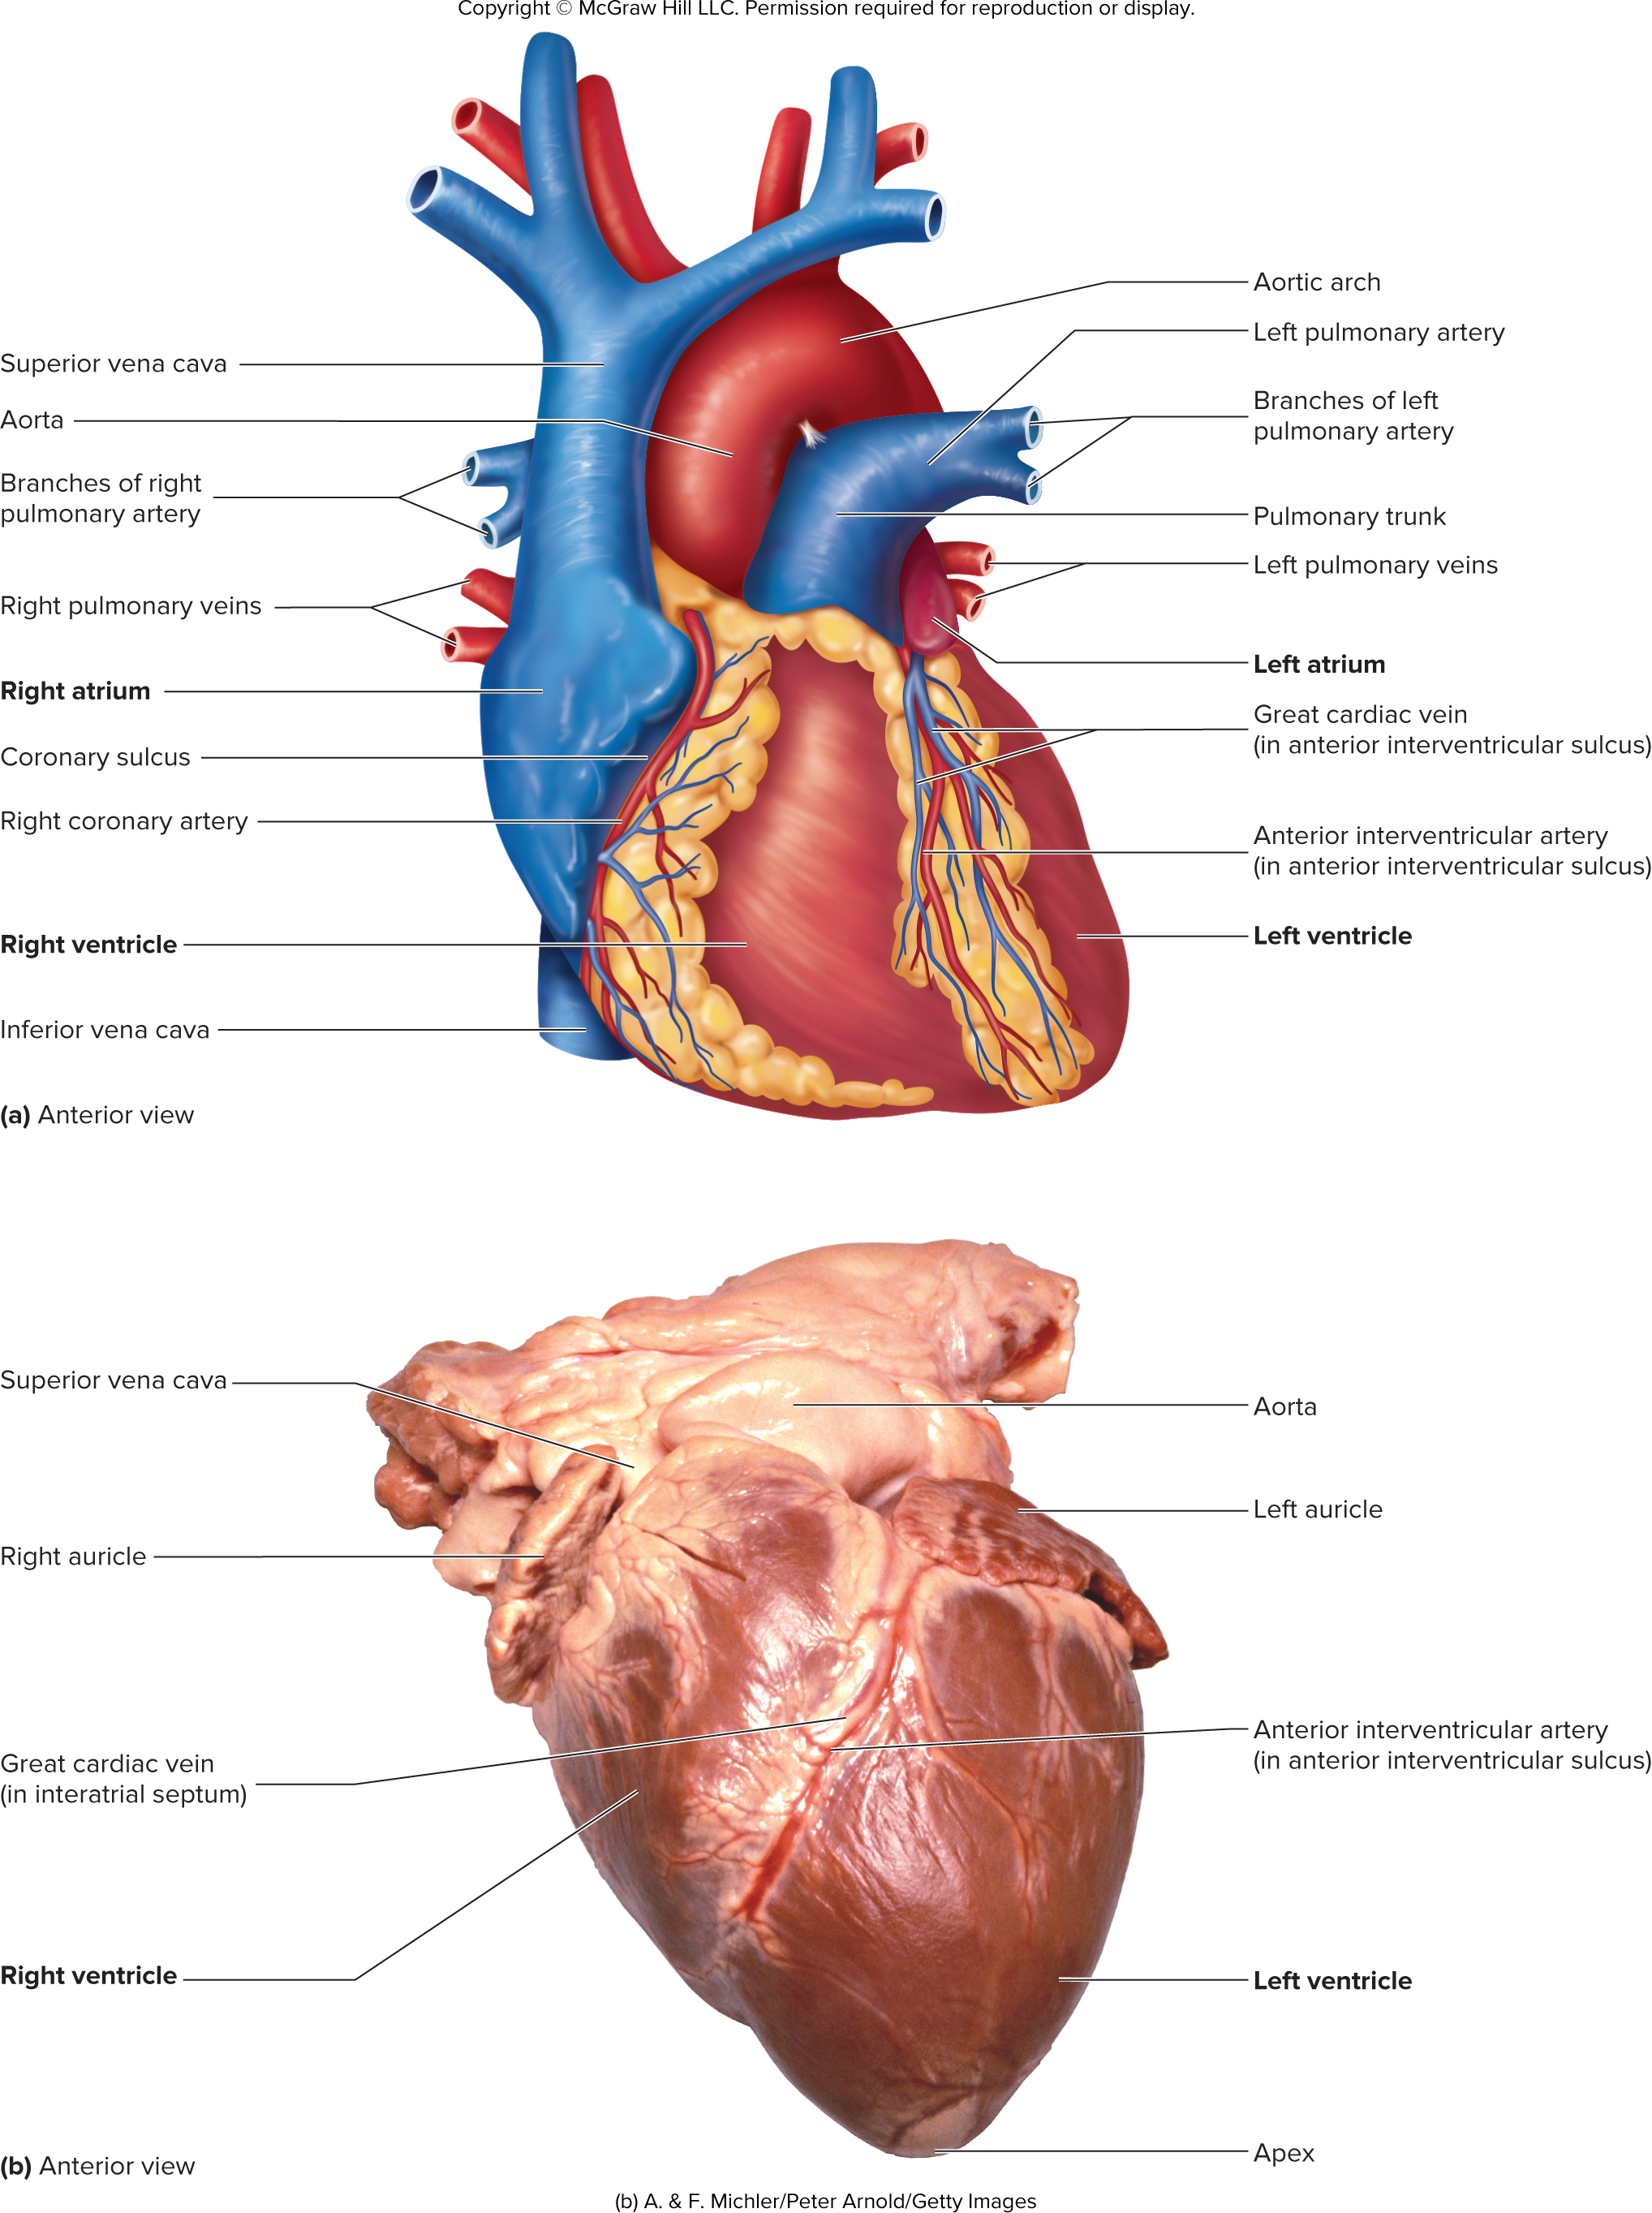 Copyright © McGraw Hill LLC. Permission required for reproduction or display.
Superior vena cava
Aorta
Branches of right
pulmonary artery
Right pulmonary veins
Right atrium
Coronary sulcus
Right coronary artery
Right ventricle
Inferior vena cava
Aortic arch
Left pulmonary artery
Branches of left
pulmonary artery
Pulmonary trunk
Left pulmonary veins
Left atrium
Great cardiac vein
(in anterior interventricular sulcus)
Anterior interventricular artery
(in anterior interventricular sulcus)
Left ventricle
(a) Anterior view
Superior vena cava
Right auricle
Great cardiac vein
(in interatrial septum)
Right ventricle
Aorta
Left auricle
Anterior interventricular artery
(in anterior interventricular sulcus)
Left ventricle
Apex
(b) Anterior view
(b) A. & F. Michler/Peter Arnold/Getty Images